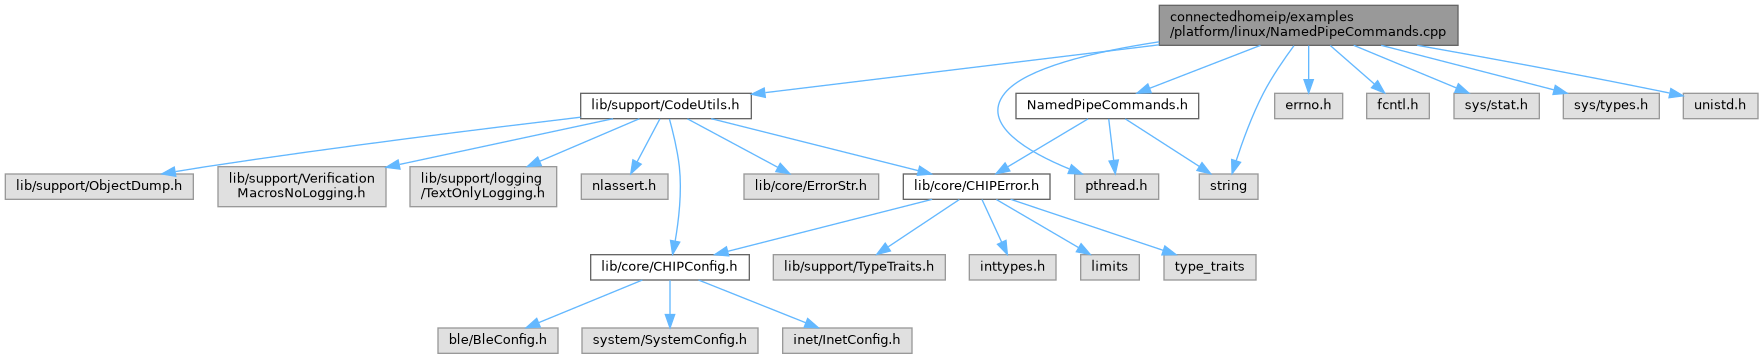 connectedhomeip/examples
/platform/linux/NamedPipeCommands.cpp
lib/support/CodeUtils.h
NamedPipeCommands.h
errno.h
fcntl.h
sys/stat.h
sys/types.h
unistd.h
lib/support/ObjectDump.h
lib/support/Verification
MacrosNoLogging.h
lib/support/logging
/TextOnlyLogging.h
nlassert.h
lib/core/ErrorStr.h
lib/core/CHIPError.h
pthread.h
string
lib/core/CHIPConfig.h
lib/support/TypeTraits.h
inttypes.h
limits
type_traits
ble/BleConfig.h
system/SystemConfig.h
inet/InetConfig.h